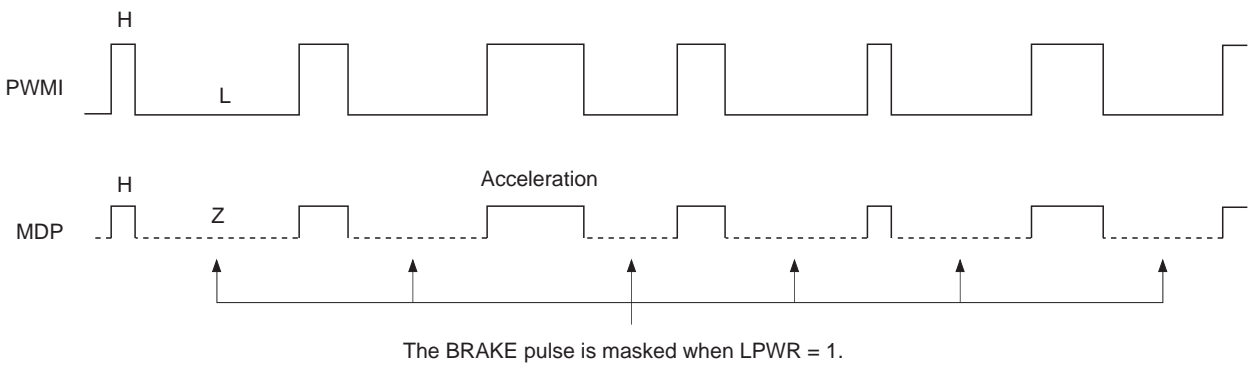 H
PWMI
L
Acceleration
H
Z
MDP
The BRAKE pulse is masked when LPWR = 1.